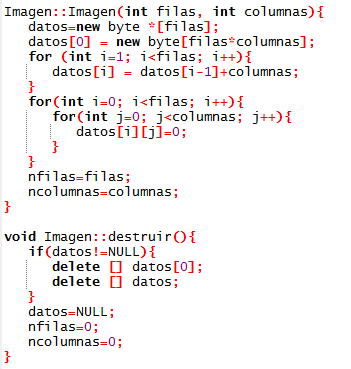 Imagen::Imagen(int filas, int columnas){
datos=new byte *[filas];
datos[0] = new byte[filas*columnas];
for (int i=1; i<filas; i++){
datos[i] = datos[i-1]+columnas;
}
for(int i=0; i<filas; i++){
for(int j=0; j<columnas; j++){
datos[i][j]=0;
}
}
nfilas=filas;
ncolumnas=columnas;
}
void Imagen::destruir(){
if(datos!=NULL){
delete [] datos[0];
delete [] datos;
}
datos=NULL;
nfilas=0;
ncolumnas=0;
}